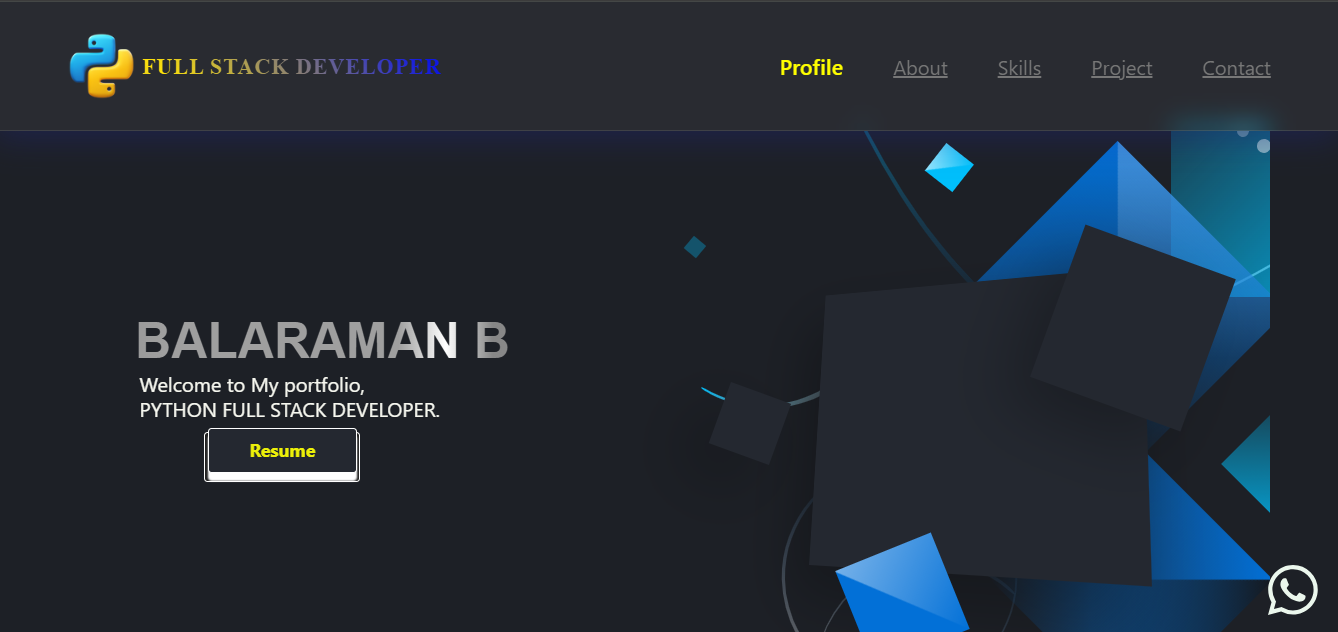 FULL STACK DEVELOPER
Profile About Skills Project Contact
BALARAMAN B
Welcome to My portfolio,
PYTHON FULL STACK DEVELOPER.
Resume